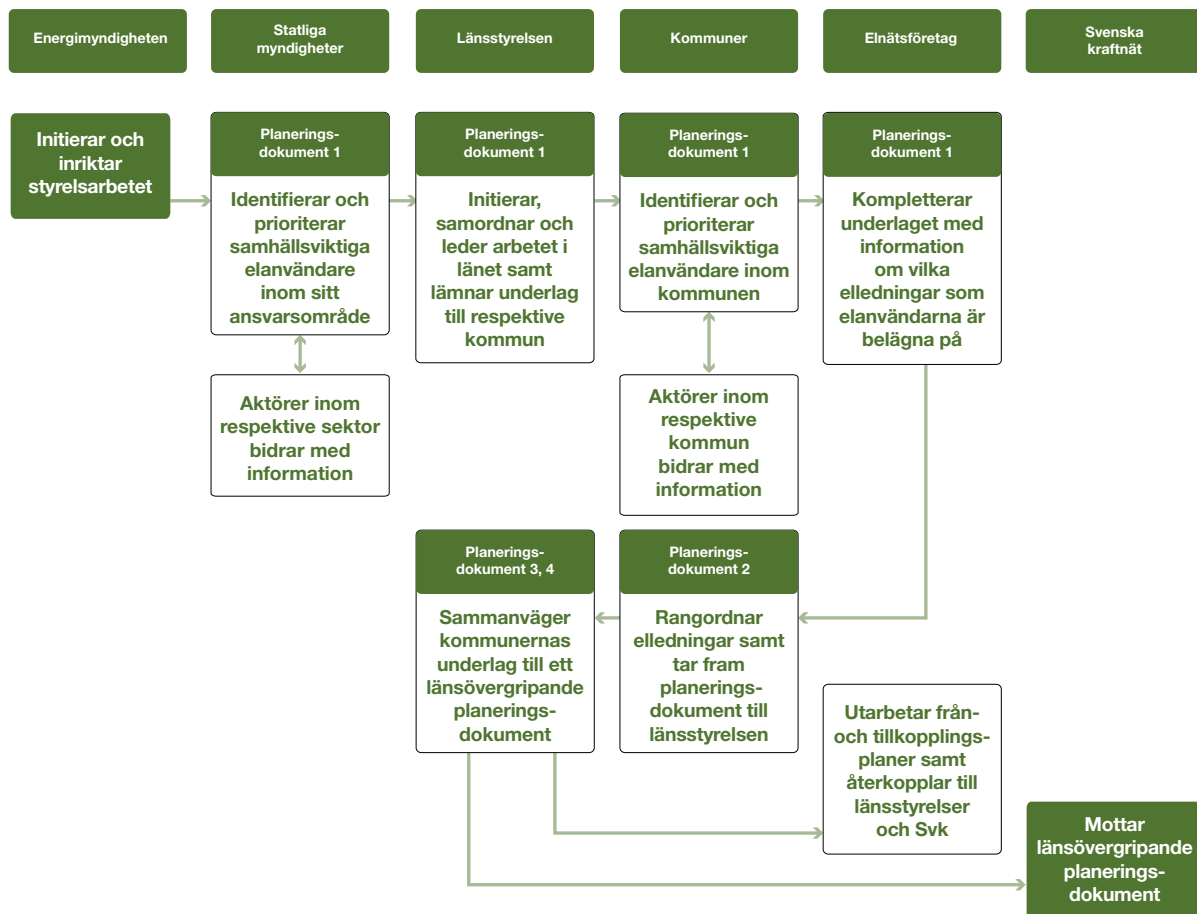 Energimyndigheten
Statliga
myndigheter
Länsstyrelsen
Kommuner
Elnätsföretag
Svenska
kraftnät
Initierar och
inriktar
styrelsarbetet
Planerings-
dokument 1
Identifierar och
prioriterar
samhällsviktiga
elanvändare
inom sitt
ansvarsområde
Aktörer inom
respektive sektor
bidrar med
information
Planerings-
dokument 1
Initierar,
samordnar och
leder arbetet i
länet samt
lämnar underlag
till respektive
kommun
Planerings-
dokument 1
Identifierar och
prioriterar
samhällsviktiga
elanvändare inom
kommunen
Aktörer inom
respektive
kommun
bidrar med
information
Planerings-
dokument 1
Kompletterar
underlaget med
information
om vilka
elledningar som
elanvändarna är
belägna på
Planerings-
dokument 2
Rangordnar
elledningar samt
tar fram
planerings-
dokument till
länsstyrelsen
Planerings-
dokument 3, 4
Sammanväger
kommunernas
underlag till ett
länsövergripande
planerings-
dokument
Utarbetar från-
och tillkopplings-
planer samt
återkopplar till
länsstyrelser
och Svk
Mottar
länsövergripande
planerings-
dokument